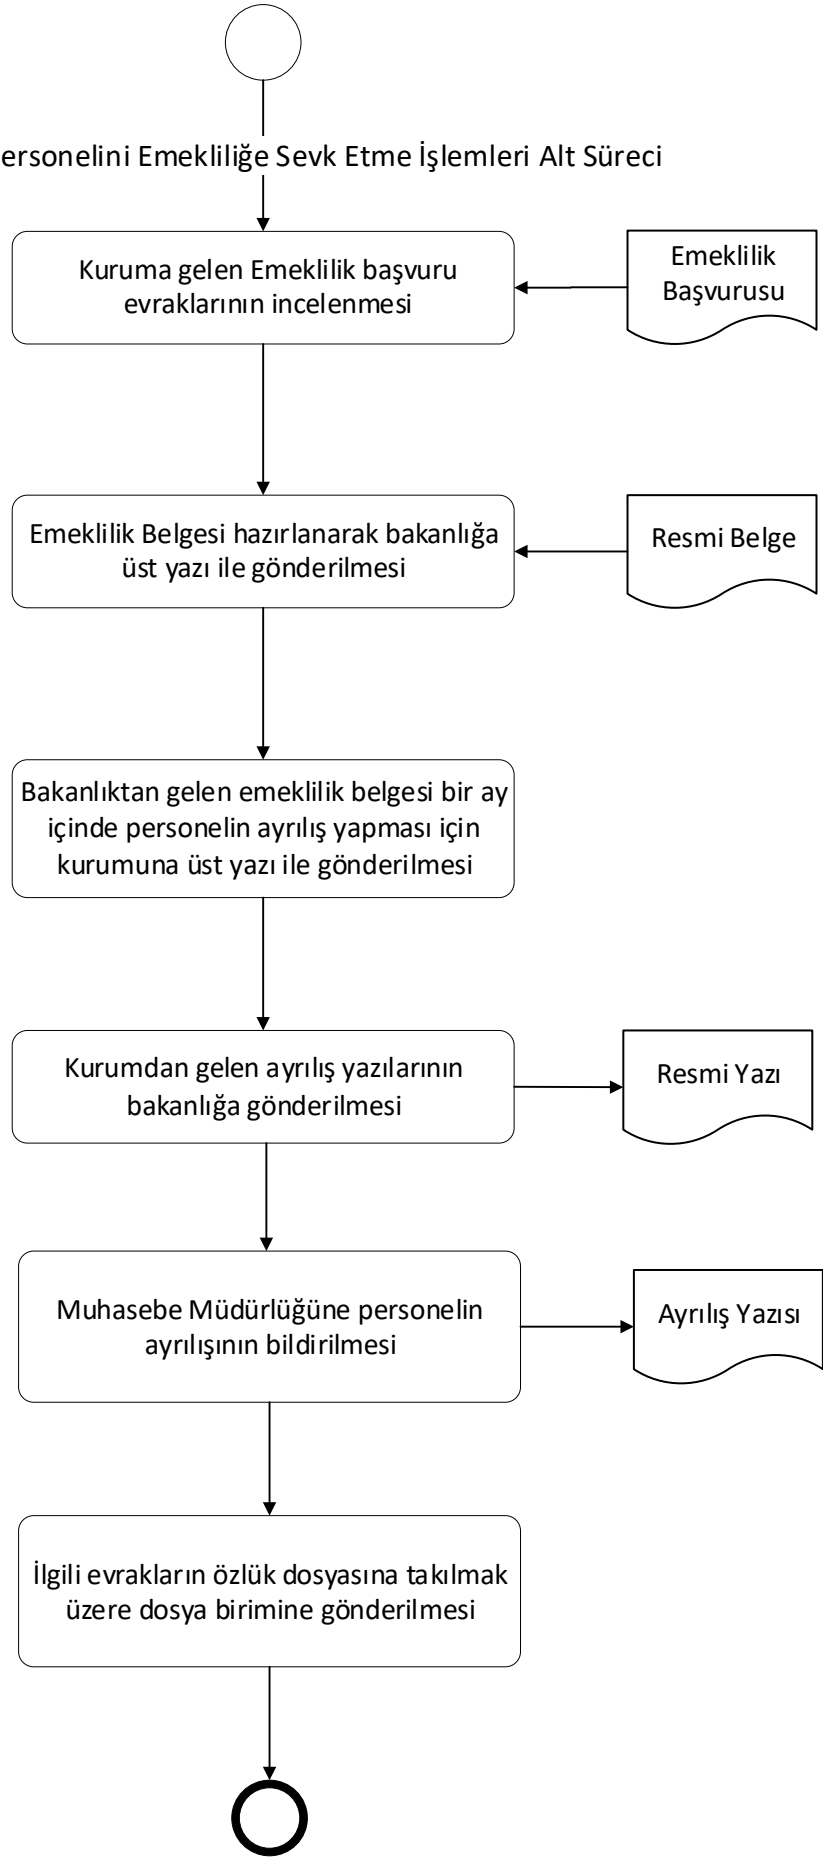 ersonelini Emekliliğe Sevk Etme İşlemleri Alt Süreci
Kuruma gelen Emeklilik başvuru
evraklarının incelenmesi
Emeklilik
Başvurusu
Emeklilik Belgesi hazırlanarak bakanlığa
üst yazı ile gönderilmesi
Resmi Belge
Bakanlıktan gelen emeklilik belgesi bir ay
içinde personelin ayrılış yapması için
kurumuna üst yazı ile gönderilmesi
Kurumdan gelen ayrılış yazılarının
bakanlığa gönderilmesi
Resmi Yazı
Muhasebe Müdürlüğüne personelin
ayrılışının bildirilmesi
Ayrılış Yazısı
İlgili evrakların özlük dosyasına takılmak
üzere dosya birimine gönderilmesi